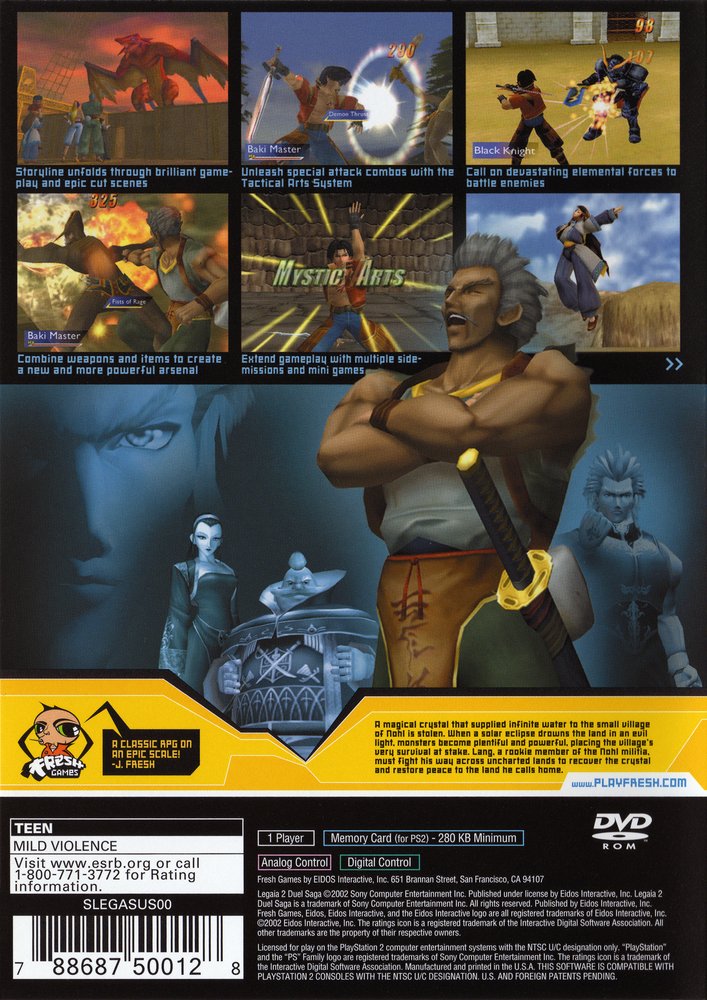 290
98
107
Demon Thrust
Baki Master
Black Knight
Storyline unfolds through brilliant game-
play and epic cut scenes
Unleash special attack combos with the
Tactical Arts System
Call on devastating elemental forces to
battle enemies
325
Fists of Rage
Baki Master
Mystic Arts
Combine weapons and items to create
a new and more powerful arsenal
Extend gameplay with multiple side-
missions and mini games
>>
FRESH
GAMES
A CLASSIC RPG ON
AN EPIC SCALE!
-J. FRESH
A magical crystal that supplied infinite water to the small village
of Nohl is stolen. When a solar eclipse drowns the land in an evil
light, monsters become plentiful and powerful, placing the village's
very survival at stake. Lang, a rookie member of the Nohl militia,
must fight his way across uncharted lands to recover the crystal
and restore peace to the land he calls home.
www.PLAYFRESH.COM
TEEN
MILD VIOLENCE
Visit www.esrb.org or call
1-800-771-3772 for Rating
information.
SLEGASUS00
7 88687 50012 8
1 Player
Memory Card (for PS2) - 280 KB Minimum
Analog Control
Digital Control
DVD
ROM
Fresh Games by EIDOS Interactive, Inc. 651 Brannan Street, San Francisco, CA 94107
Legaia 2 Duel Saga ©2002 Sony Computer Entertainment Inc. Published under license by Eidos Interactive, Inc. Legaia 2
Duel Saga is a trademark of Sony Computer Entertainment Inc. All rights reserved. Published by Eidos Interactive, Inc.
Fresh Games, Eidos, Eidos Interactive, and the Eidos Interactive logo are all registered trademarks of Eidos Interactive, Inc.
©2002 Eidos Interactive, Inc. The ratings icon is a registered trademark of the Interactive Digital Software Association. All
other trademarks are the property of their respective owners.
Licensed for play on the PlayStation 2 computer entertainment systems with the NTSC U/C designation only. "PlayStation"
and the "PS" Family logo are registered trademarks of Sony Computer Entertainment Inc. The ratings icon is a trademark of
the Interactive Digital Software Association. Manufactured and printed in the U.S.A. THIS SOFTWARE IS COMPATIBLE WITH
PLAYSTATION 2 CONSOLES WITH THE NTSC U/C DESIGNATION. U.S. AND FOREIGN PATENTS PENDING.